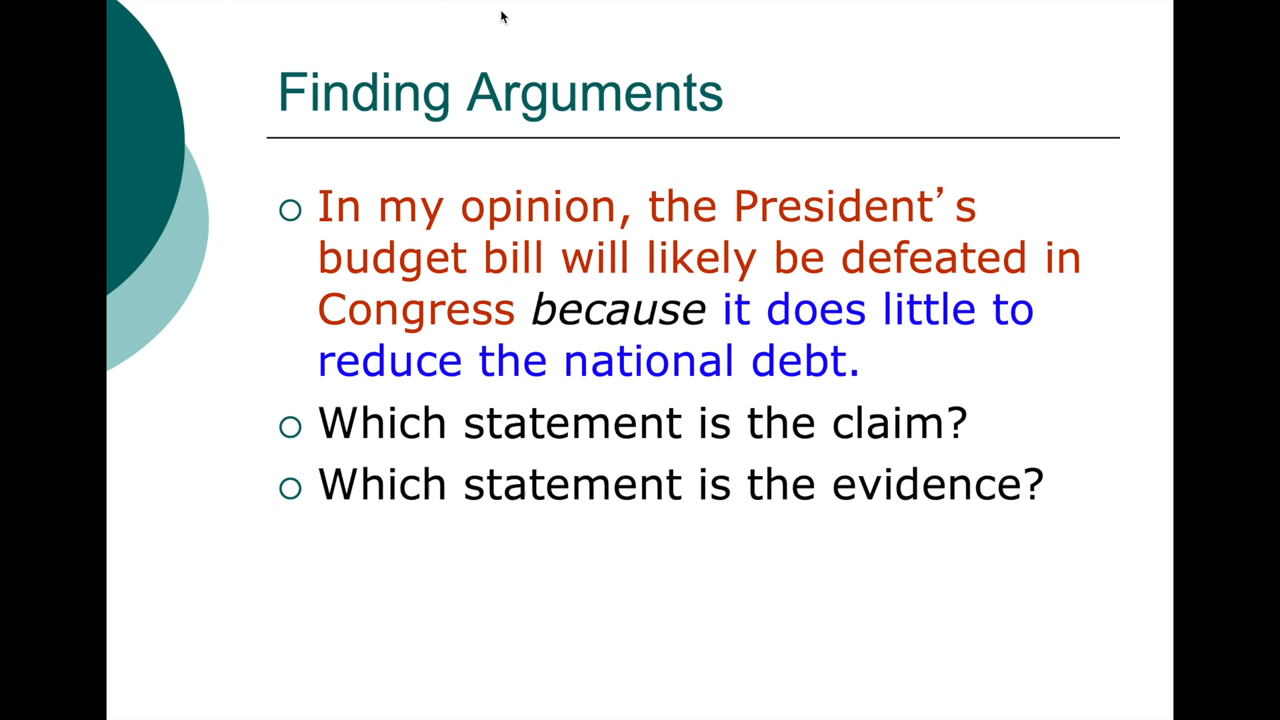 Finding Arguments
In my opinion, the President’s
budget bill will likely be defeated in
Congress because it does little to
reduce the national debt.
Which statement is the claim?
Which statement is the evidence?